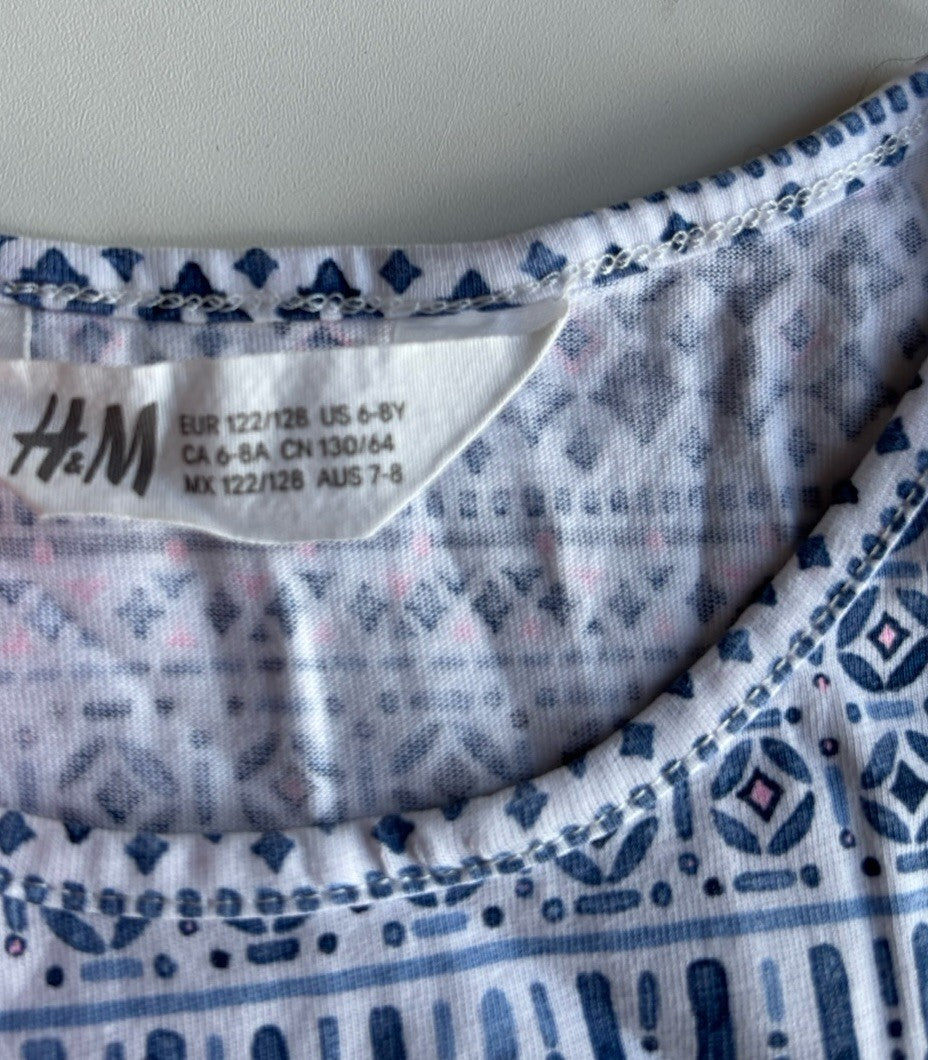 H&M
EUR 122/128 US 6-8Y
CA 6-8A CN 130/64
MX 122/128 AUS 7-8